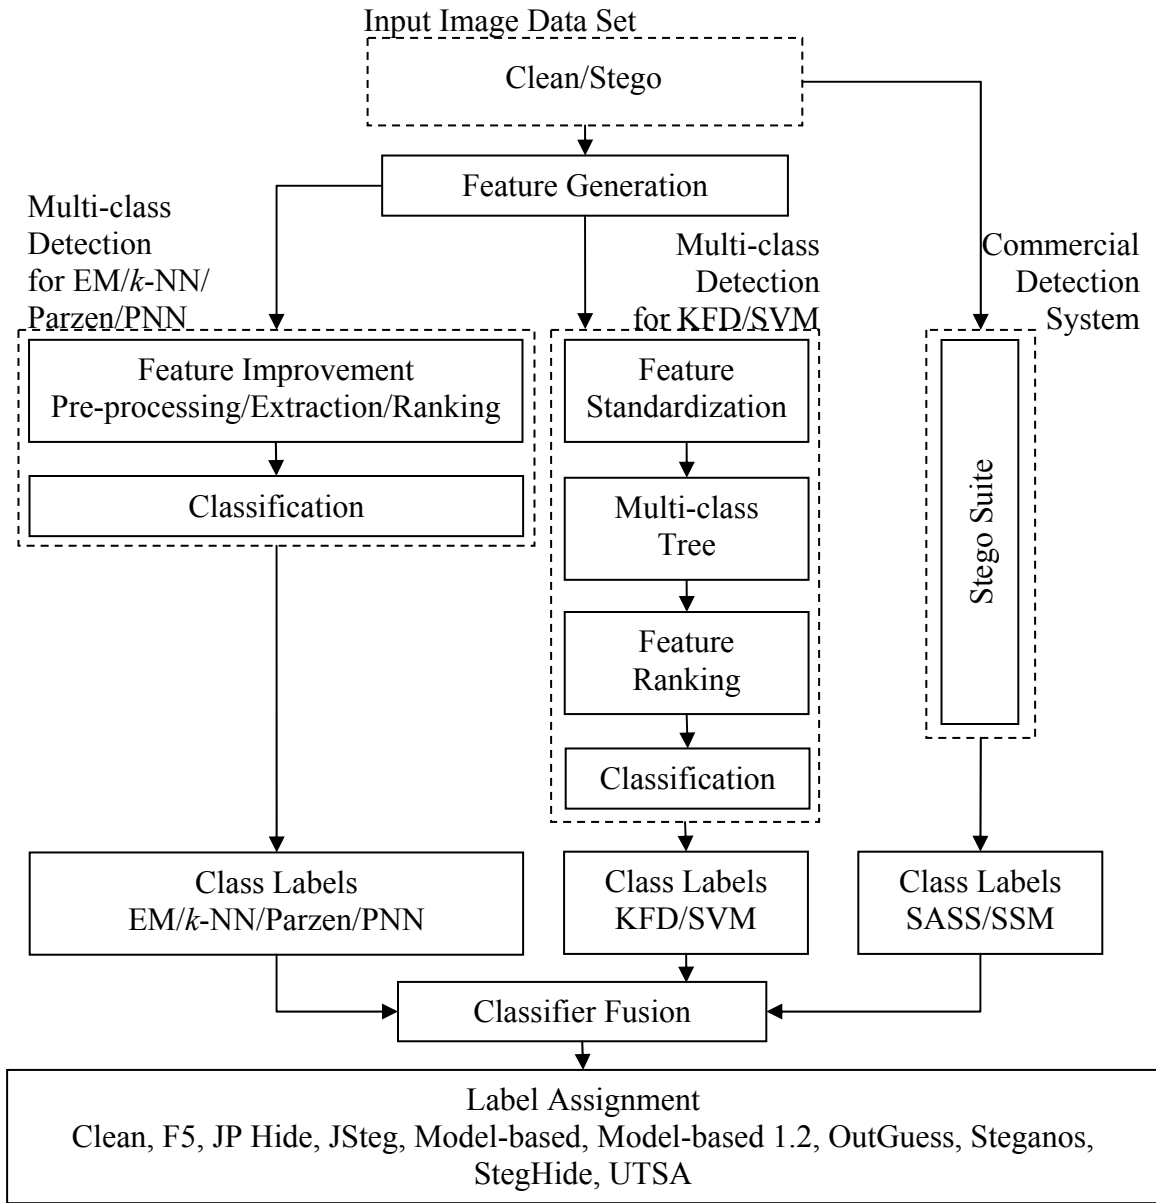 Input Image Data Set
Clean/Stego
Feature Generation
Multi-class
Detection
for EM/k-NN/
Parzen/PNN
Multi-class
Detection
for KFD/SVM
Commercial
Detection
System
Feature Improvement
Pre-processing/Extraction/Ranking
Classification
Feature
Standardization
Multi-class
Tree
Feature
Ranking
Classification
Stego Suite
Class Labels
EM/k-NN/Parzen/PNN
Class Labels
KFD/SVM
Class Labels
SASS/SSM
Classifier Fusion
Label Assignment
Clean, F5, JP Hide, JSteg, Model-based, Model-based 1.2, OutGuess, Steganos,
StegHide, UTSA